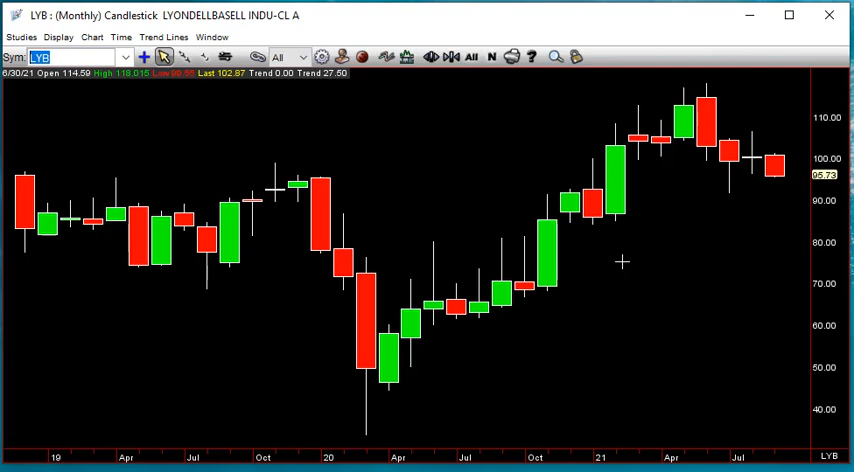 LYB : (Monthly) Candlestick LYONDELLBASELL INDU-CL A
Studies Display Chart Time Trend Lines Window
Sym: LYB All All N ?
6/30/21 Open 114.59 High 118.015 Low 99.55 Last 102.87 Trend 0.00 Trend 27.50
110.00
100.00
95.73
90.00
80.00
70.00
60.00
50.00
40.00
19 Apr Jul Oct 20 Apr Jul Oct 21 Apr Jul LYB